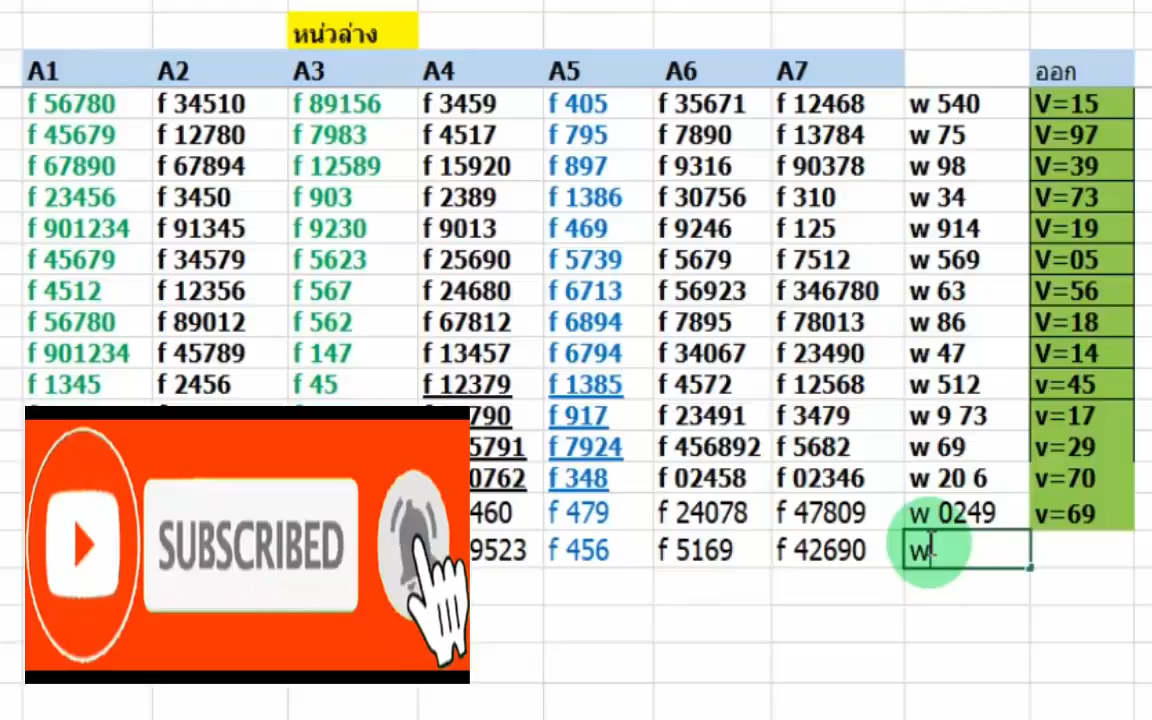 หน่วล่าง
A1 A2 A3 A4 A5 A6 A7 ออก
f 56780 f 34510 f 89156 f 3459 f 405 f 35671 f 12468 w 540 V=15
f 45679 f 12780 f 7983 f 4517 f 795 f 7890 f 13784 w 75 V=97
f 67890 f 67894 f 12589 f 15920 f 897 f 9316 f 90378 w 98 V=39
f 23456 f 3450 f 903 f 2389 f 1386 f 30756 f 310 w 34 V=73
f 901234 f 91345 f 9230 f 9013 f 469 f 9246 f 125 w 914 V=19
f 45679 f 34579 f 5623 f 25690 f 5739 f 5679 f 7512 w 569 V=05
f 4512 f 12356 f 567 f 24680 f 6713 f 56923 f 346780 w 63 V=56
f 56780 f 89012 f 562 f 67812 f 6894 f 7895 f 78013 w 86 V=18
f 901234 f 45789 f 147 f 13457 f 6794 f 34067 f 23490 w 47 V=14
f 1345 f 2456 f 45 f 12379 f 1385 f 4572 f 12568 w 512 v=45
790 f 917 f 23491 f 3479 w 9 73 v=17
5791 f 7924 f 456892 f 5682 w 69 v=29
0762 f 348 f 02458 f 02346 w 20 6 v=70
460 f 479 f 24078 f 47809 w 0249 v=69
9523 f 456 f 5169 f 42690 w
SUBSCRIBED